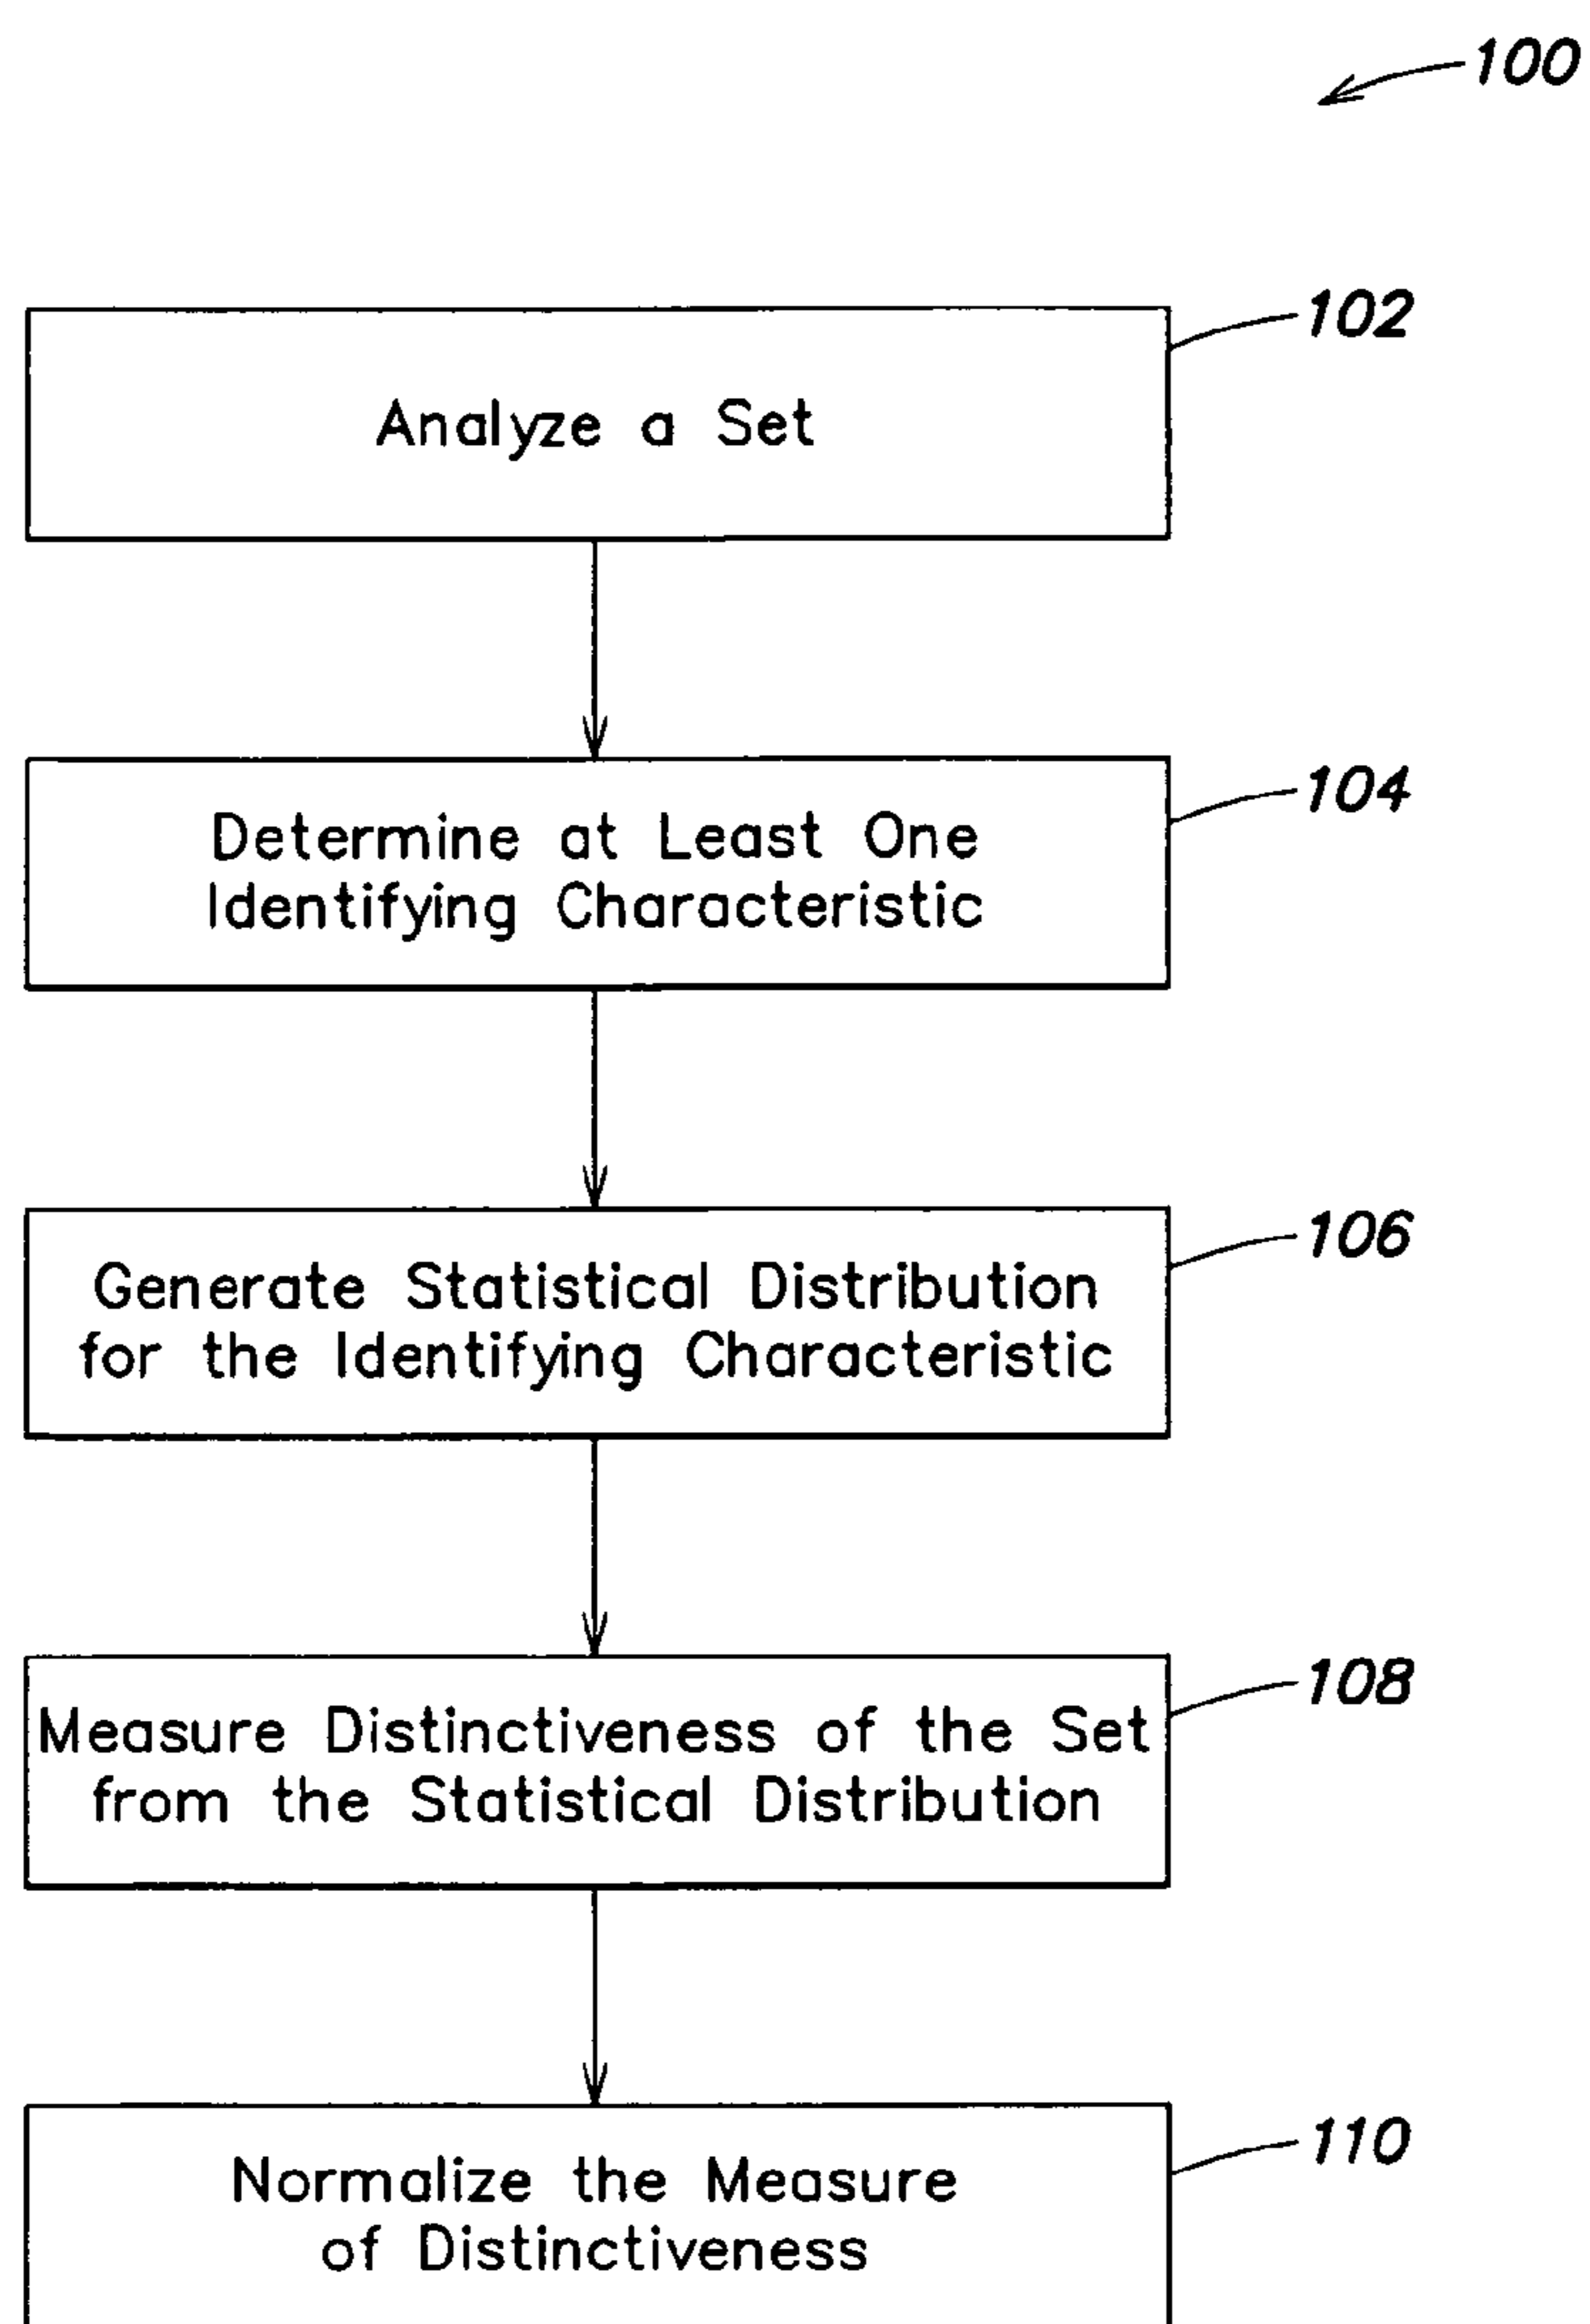 100
102
Analyze a Set
104
Determine at Least One
Identifying Characteristic
106
Generate Statistical Distribution
for the Identifying Characteristic
108
Measure Distinctiveness of the Set
from the Statistical Distribution
110
Normalize the Measure
of Distinctiveness